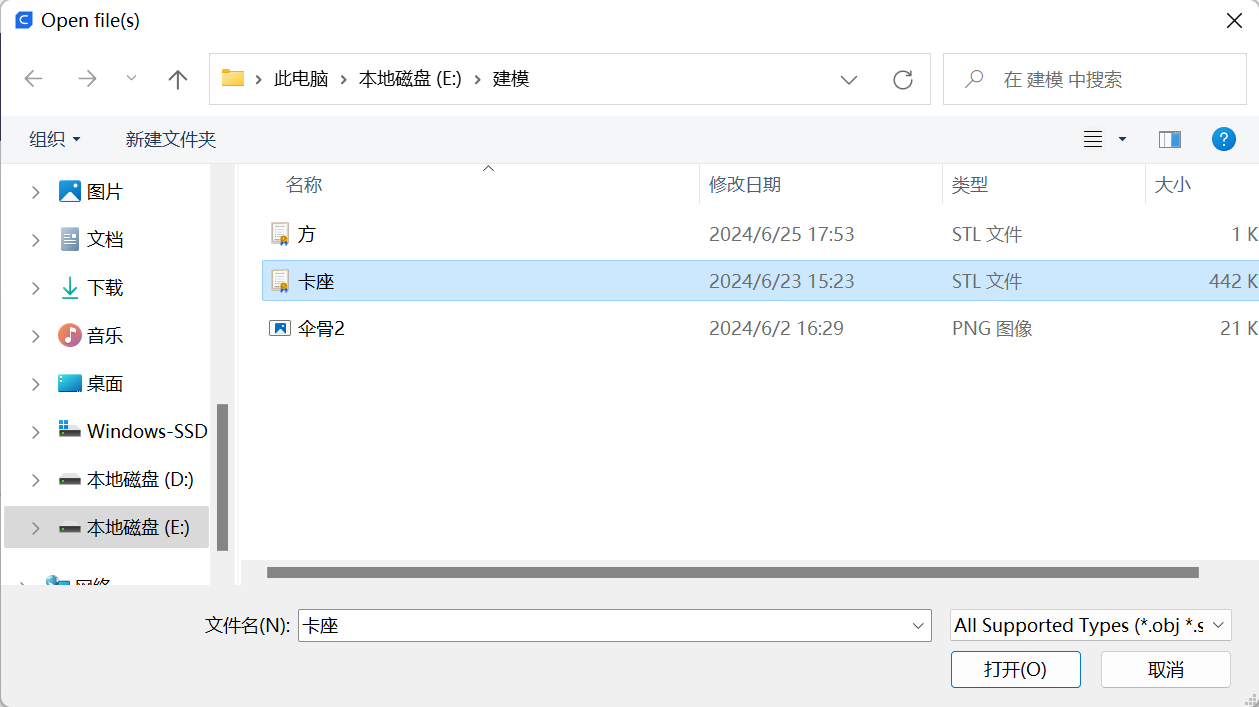 Open file(s)
此电脑 > 本地磁盘 (E:) > 建模
在 建模 中搜索
组织 新建文件夹
名称 修改日期 类型 大小
图片
文档
下载
音乐
桌面
Windows-SSD
本地磁盘 (D:)
本地磁盘 (E:)
网络
方 2024/6/25 17:53 STL 文件 1 K
卡座 2024/6/23 15:23 STL 文件 442 K
伞骨2 2024/6/2 16:29 PNG 图像 21 K
文件名(N): 卡座
All Supported Types (*.obj *.s
打开(O) 取消